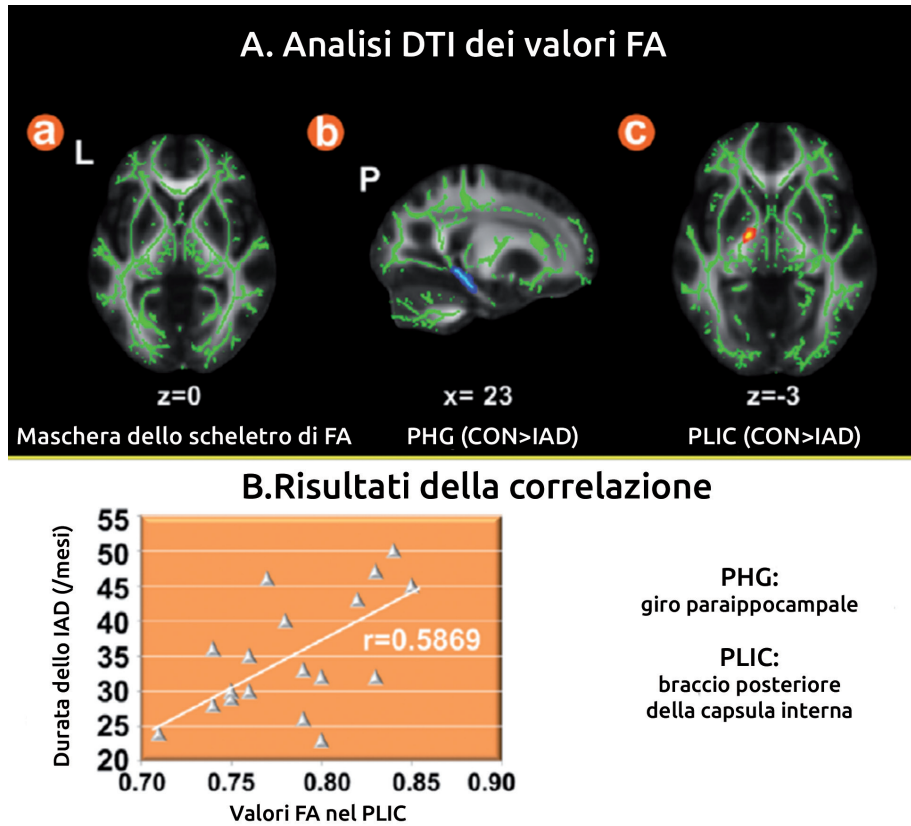 A. Analisi DTI dei valori FA
a
L
b
P
c
z=0
x= 23
z=-3
Maschera dello scheletro di FA
PHG (CON>IAD)
PLIC (CON>IAD)
B.Risultati della correlazione
Durata dello IAD (/mesi)
55
50
45
40
35
30
25
20
r=0.5869
0.70
0.75
0.80
0.85
0.90
Valori FA nel PLIC
PHG:
giro paraippocampale
PLIC:
braccio posteriore
della capsula interna